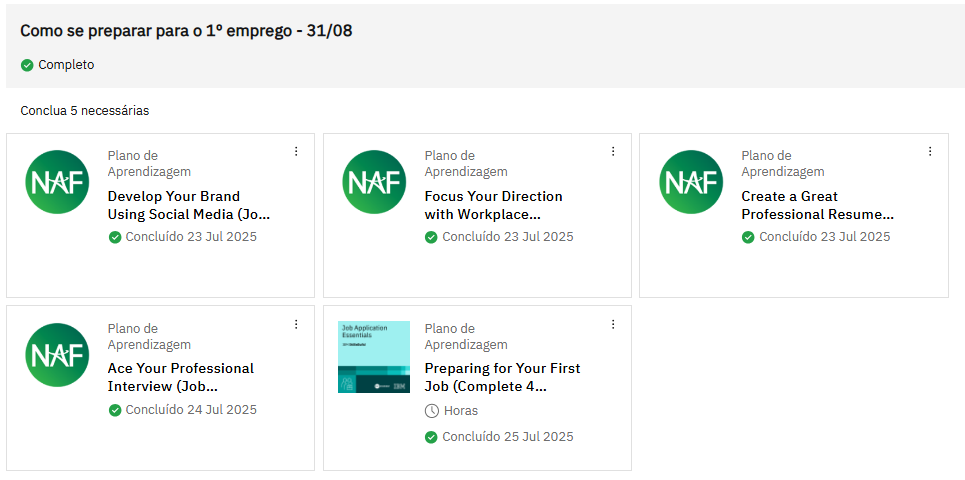 Como se preparar para o 1º emprego - 31/08
Completo
Conclua 5 necessárias
NAF
Plano de
Aprendizagem
Develop Your Brand
Using Social Media (Jo...
Concluído 23 Jul 2025
NAF
Plano de
Aprendizagem
Focus Your Direction
with Workplace...
Concluído 23 Jul 2025
NAF
Plano de
Aprendizagem
Create a Great
Professional Resume...
Concluído 23 Jul 2025
NAF
Plano de
Aprendizagem
Ace Your Professional
Interview (Job...
Concluído 24 Jul 2025
Job Application
Essentials
IBM
Plano de
Aprendizagem
Preparing for Your First
Job (Complete 4...
Horas
Concluído 25 Jul 2025